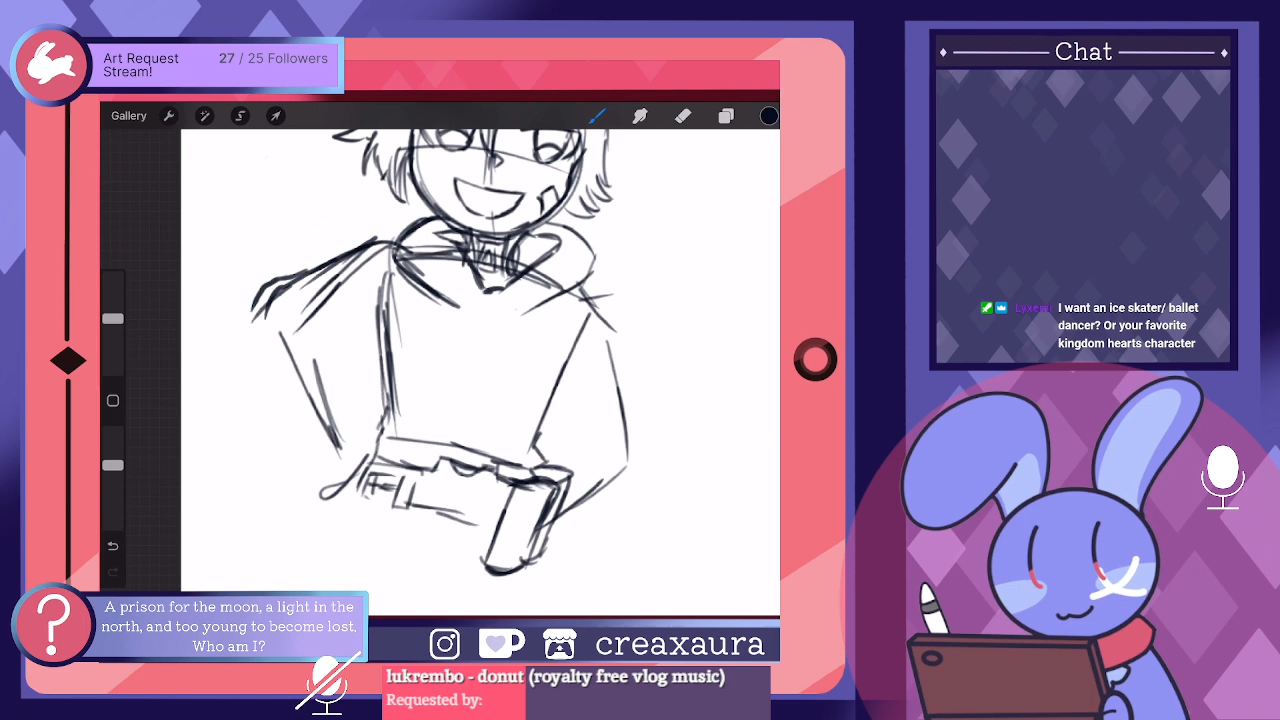 Art Request
Stream!
27 / 25 Followers
Chat
Gallery
I want an ice skater/ ballet
dancer? Or your favorite
kingdom hearts character
A prison for the moon, a light in the
north, and too young to become lost.
Who am I?
creaxaura
lukrembo - donut (royalty free vlog music)
Requested by: